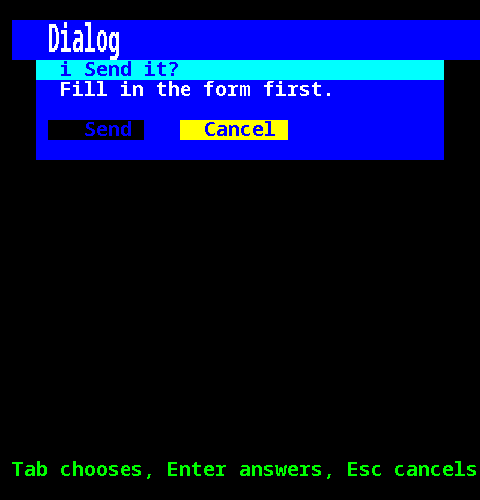 Dialog
i Send it?
Fill in the form first.
Send Cancel
Tab chooses, Enter answers, Esc cancels